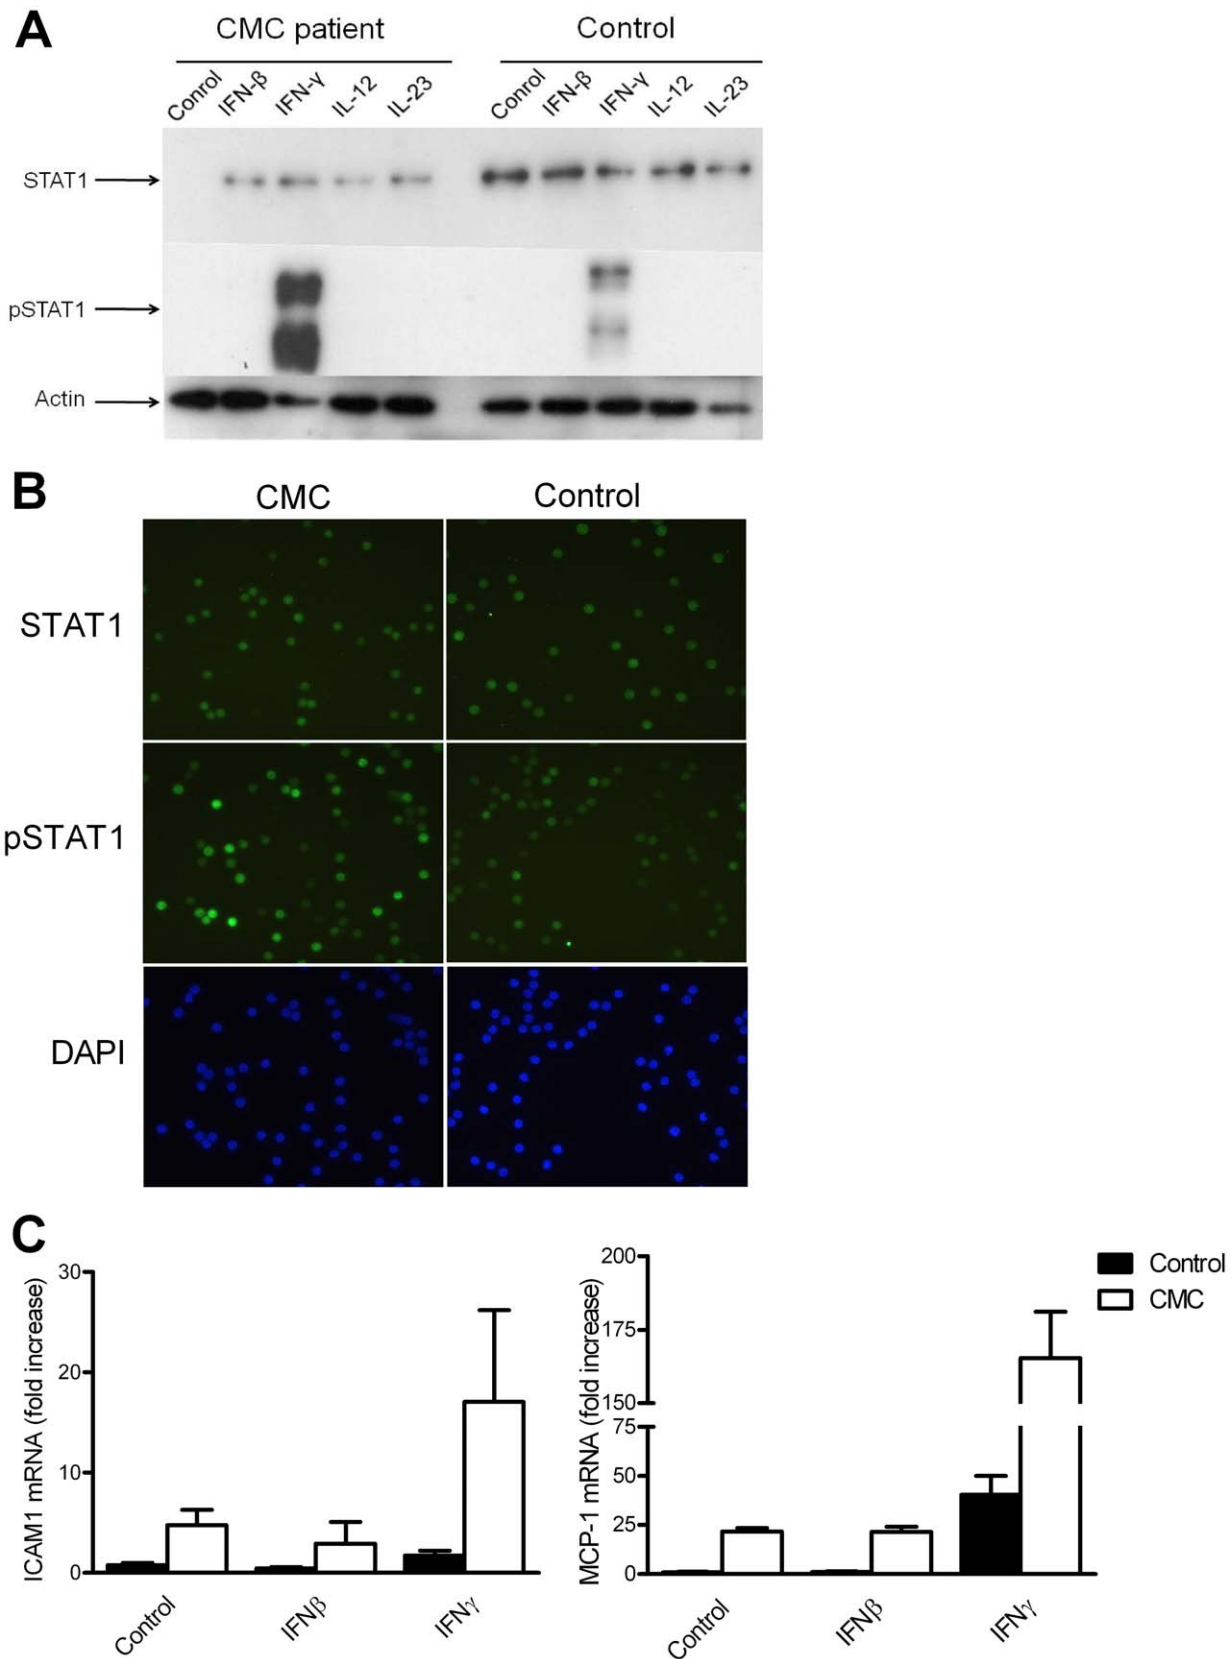 A
CMC patient
Control
Conrol
IFN-β
IFN-γ
IL-12
IL-23
Conrol
IFN-β
IFN-γ
IL-12
IL-23
STAT1
pSTAT1
Actin
B
CMC
Control
STAT1
pSTAT1
DAPI
C
ICAM1 mRNA (fold increase)
30
20
10
0
Control
IFNβ
IFNγ
MCP-1 mRNA (fold increase)
200
175
150
75
50
25
0
Control
IFNβ
IFNγ
Control
CMC